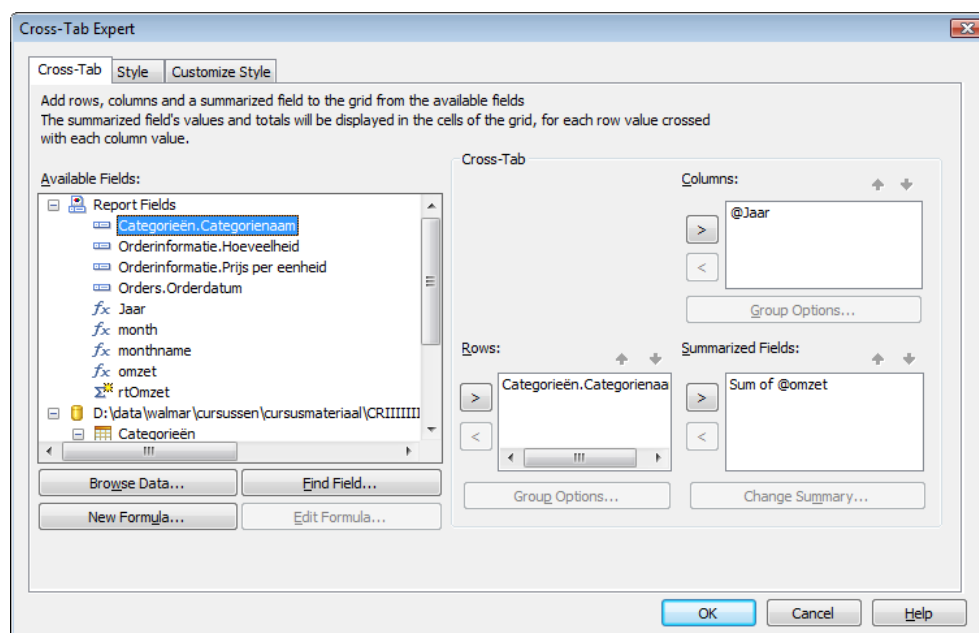 Cross-Tab Expert
Cross-Tab Style Customize Style
Add rows, columns and a summarized field to the grid from the available fields
The summarized field's values and totals will be displayed in the cells of the grid, for each row value crossed
with each column value.
Available Fields:
Report Fields
Categorieën.Categorienaam
Orderinformatie.Hoeveelheid
Orderinformatie.Prijs per eenheid
Orders.Orderdatum
fx Jaar
fx month
fx monthname
fx omzet
Σ rtOmzet
D:\data\walmar\cursussen\cursusmateriaal\CRIIIIIII
Categorieën
Browse Data... Find Field...
New Formula... Edit Formula...
Cross-Tab
Columns:
@Jaar
>
<
Group Options...
Rows:
Categorieën.Categorienaa
>
<
Group Options...
Summarized Fields:
Sum of @omzet
>
<
Change Summary...
OK Cancel Help